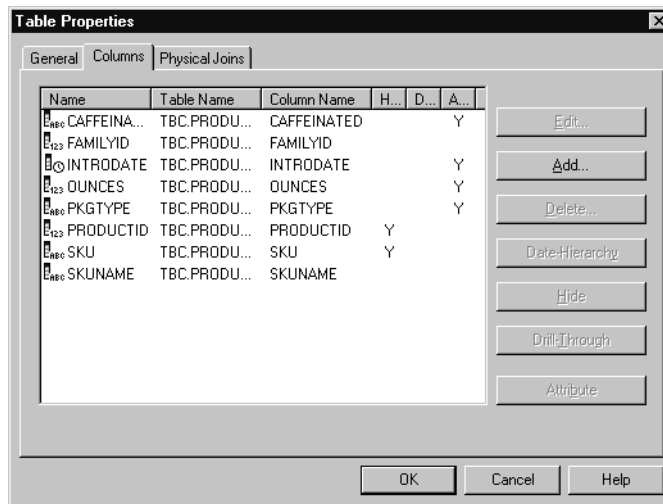 Table Properties
General Columns Physical Joins
Name Table Name Column Name H... D... A...
CAFFEINA... TBC.PRODU... CAFFEINATED Y
FAMILYID TBC.PRODU... FAMILYID
INTRODATE TBC.PRODU... INTRODATE Y
OUNCES TBC.PRODU... OUNCES Y
PKGTYPE TBC.PRODU... PKGTYPE Y
PRODUCTID TBC.PRODU... PRODUCTID Y
SKU TBC.PRODU... SKU Y
SKUNAME TBC.PRODU... SKUNAME
Edit...
Add...
Delete...
Date-Hierarchy
Hide
Drill-Through
Attribute
OK Cancel Help